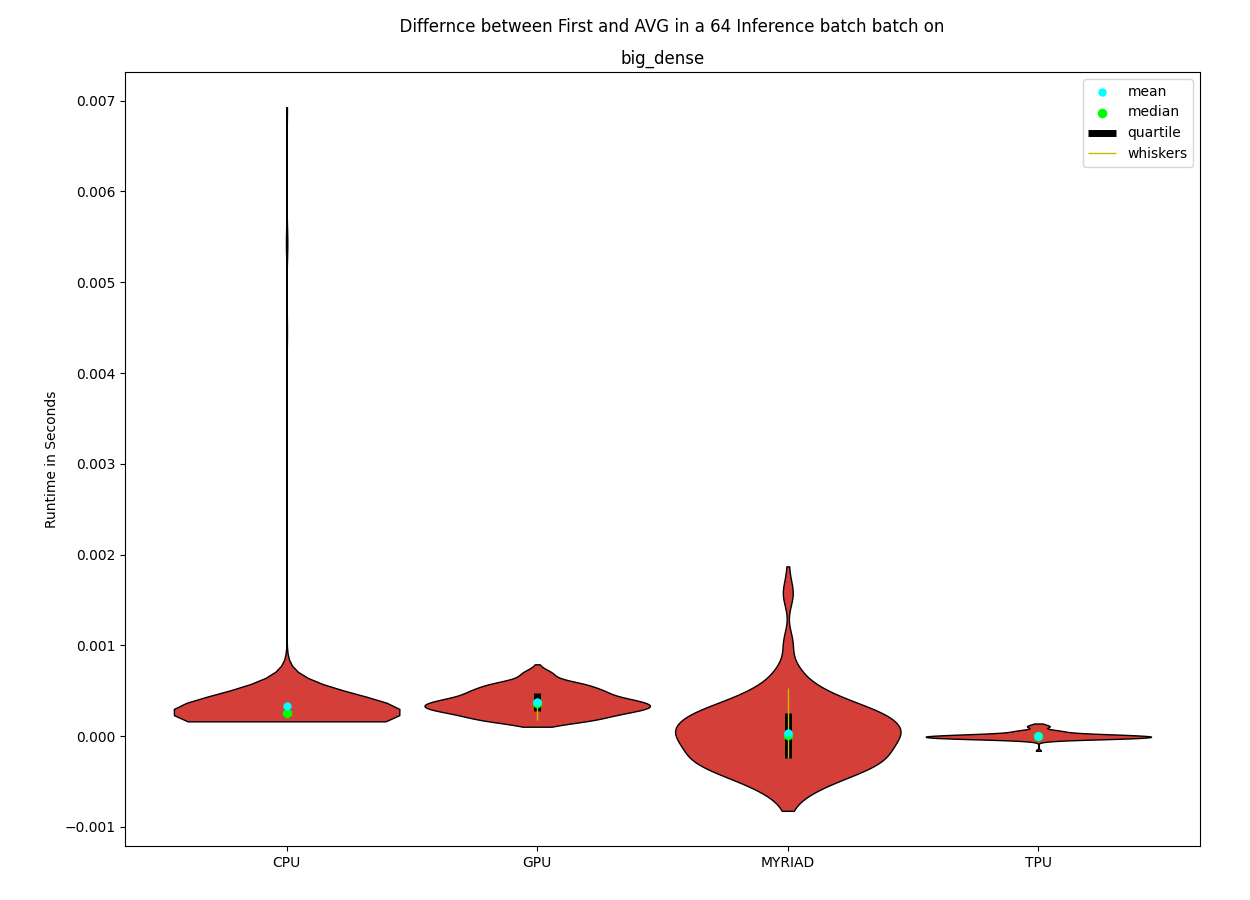 Differnce between First and AVG in a 64 Inference batch batch on
big_dense
mean
median
quartile
whiskers
Runtime in Seconds
0.007
0.006
0.005
0.004
0.003
0.002
0.001
0.000
−0.001
CPU GPU MYRIAD TPU